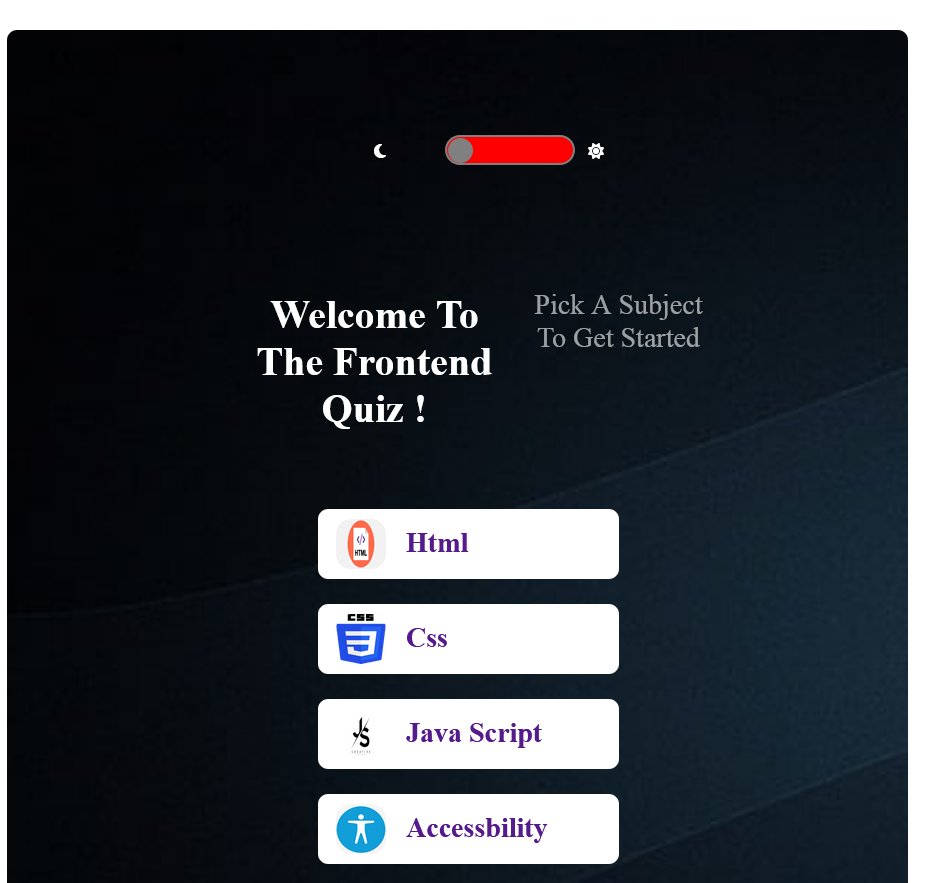 Welcome To
The Frontend
Quiz !
Pick A Subject
To Get Started
</>
HTML
Html
CSS
Css
JS
Java Script
Accessbility